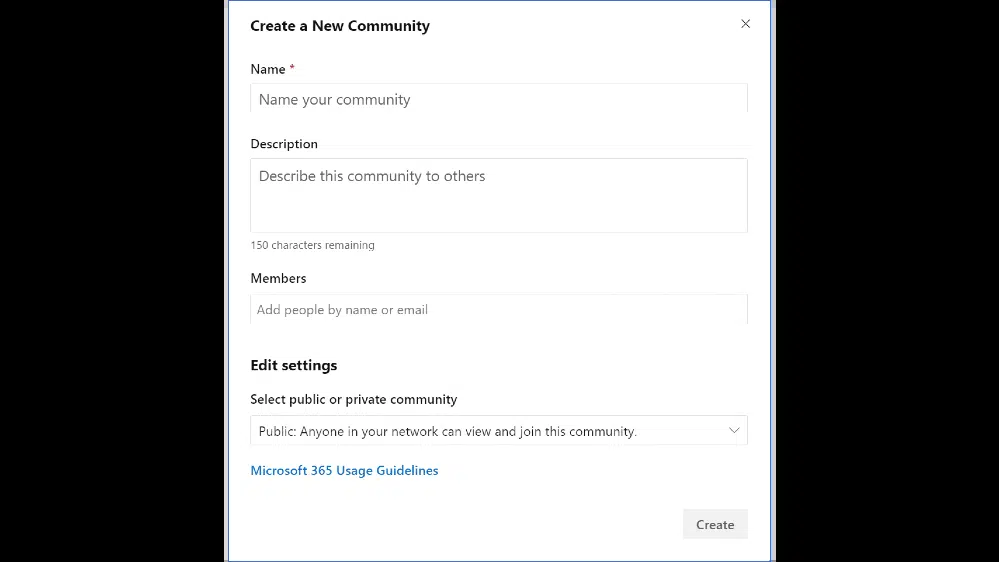 Create a New Community
Name *
Name your community
Description
Describe this community to others
150 characters remaining
Members
Add people by name or email
Edit settings
Select public or private community
Public: Anyone in your network can view and join this community.
Microsoft 365 Usage Guidelines
Create